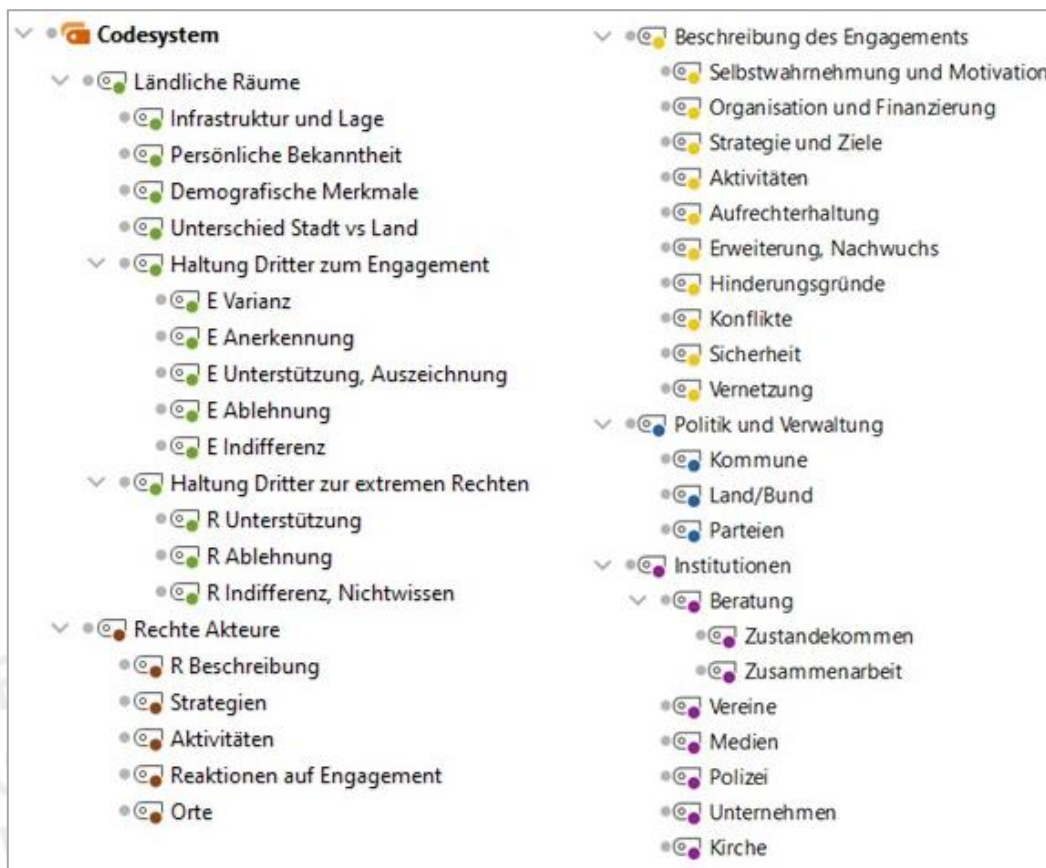 Codesystem
Ländliche Räume
Infrastruktur und Lage
Persönliche Bekanntheit
Demografische Merkmale
Unterschied Stadt vs Land
Haltung Dritter zum Engagement
E Varianz
E Anerkennung
E Unterstützung, Auszeichnung
E Ablehnung
E Indifferenz
Haltung Dritter zur extremen Rechten
R Unterstützung
R Ablehnung
R Indifferenz, Nichtwissen
Rechte Akteure
R Beschreibung
Strategien
Aktivitäten
Reaktionen auf Engagement
Orte
Beschreibung des Engagements
Selbstwahrnehmung und Motivation
Organisation und Finanzierung
Strategie und Ziele
Aktivitäten
Aufrechterhaltung
Erweiterung, Nachwuchs
Hinderungsgründe
Konflikte
Sicherheit
Vernetzung
Politik und Verwaltung
Kommune
Land/Bund
Parteien
Institutionen
Beratung
Zustandekommen
Zusammenarbeit
Vereine
Medien
Polizei
Unternehmen
Kirche